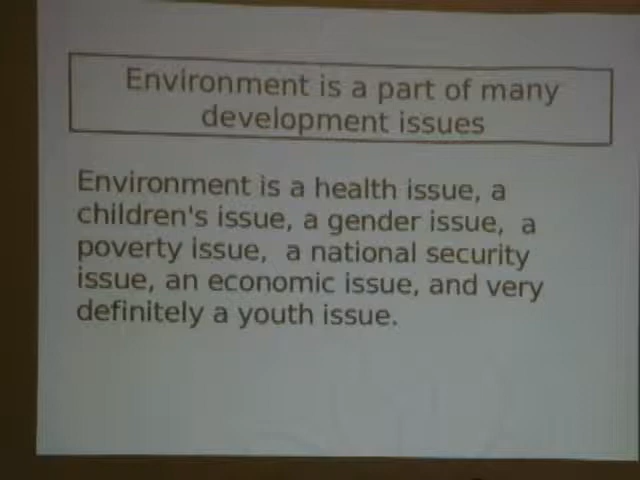 Environment is a part of many
development issues
Environment is a health issue, a
children's issue, a gender issue,  a
poverty issue,  a national security
issue, an economic issue, and very
definitely a youth issue.